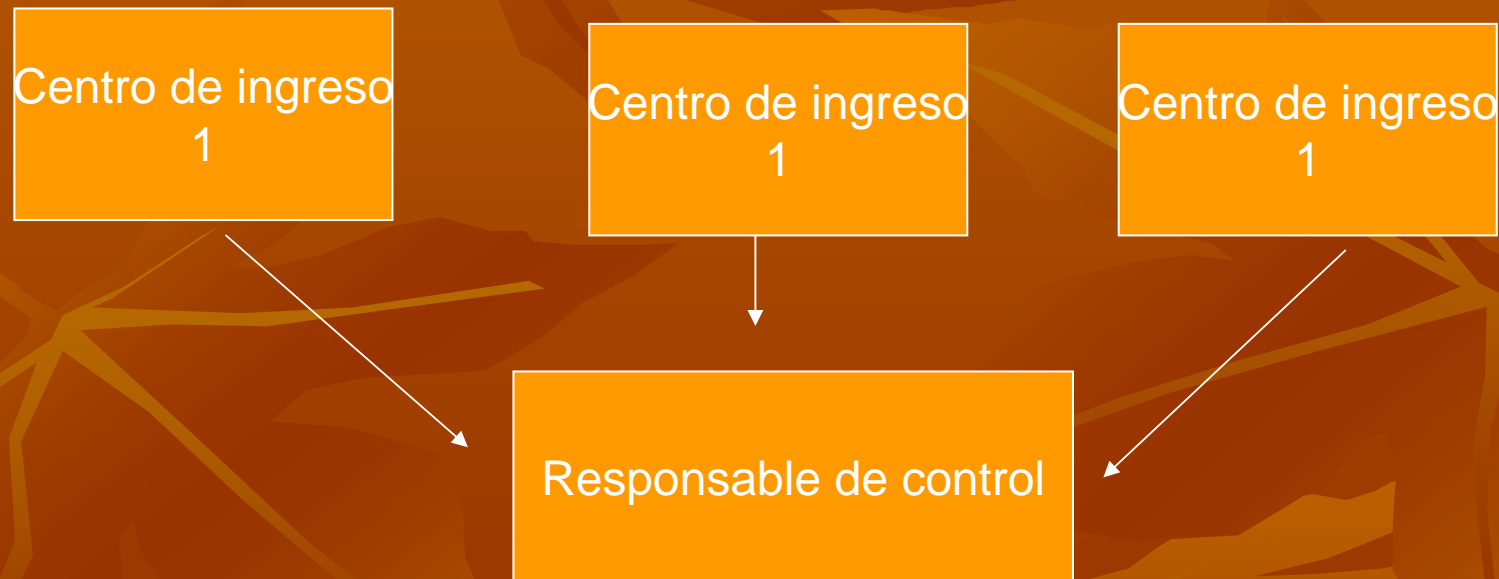 Centro de ingreso
1
Centro de ingreso
1
Centro de ingreso
1
Responsable de control